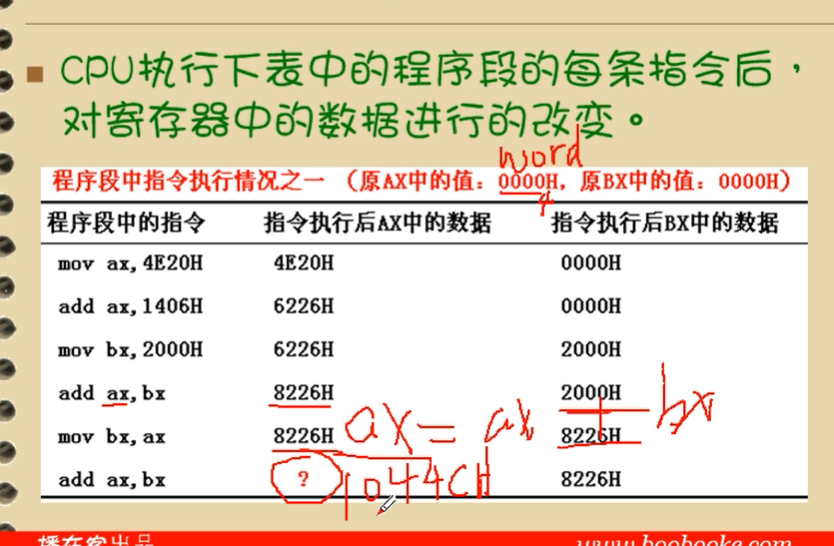 ■ CPU执行下表中的程序段的每条指令后，
对寄存器中的数据进行的改变。
word
程序段中指令执行情况之一 （原AX中的值：0000H，原BX中的值：0000H）
4
程序段中的指令 指令执行后AX中的数据 指令执行后BX中的数据
mov ax,4E20H 4E20H 0000H
add ax,1406H 6226H 0000H
mov bx,2000H 6226H 2000H
add ax,bx 8226H 2000H
mov bx,ax 8226H 8226H
ax = ax + bx
add ax,bx ? 8226H
1044CH
播在客出品 www.boobooke.com